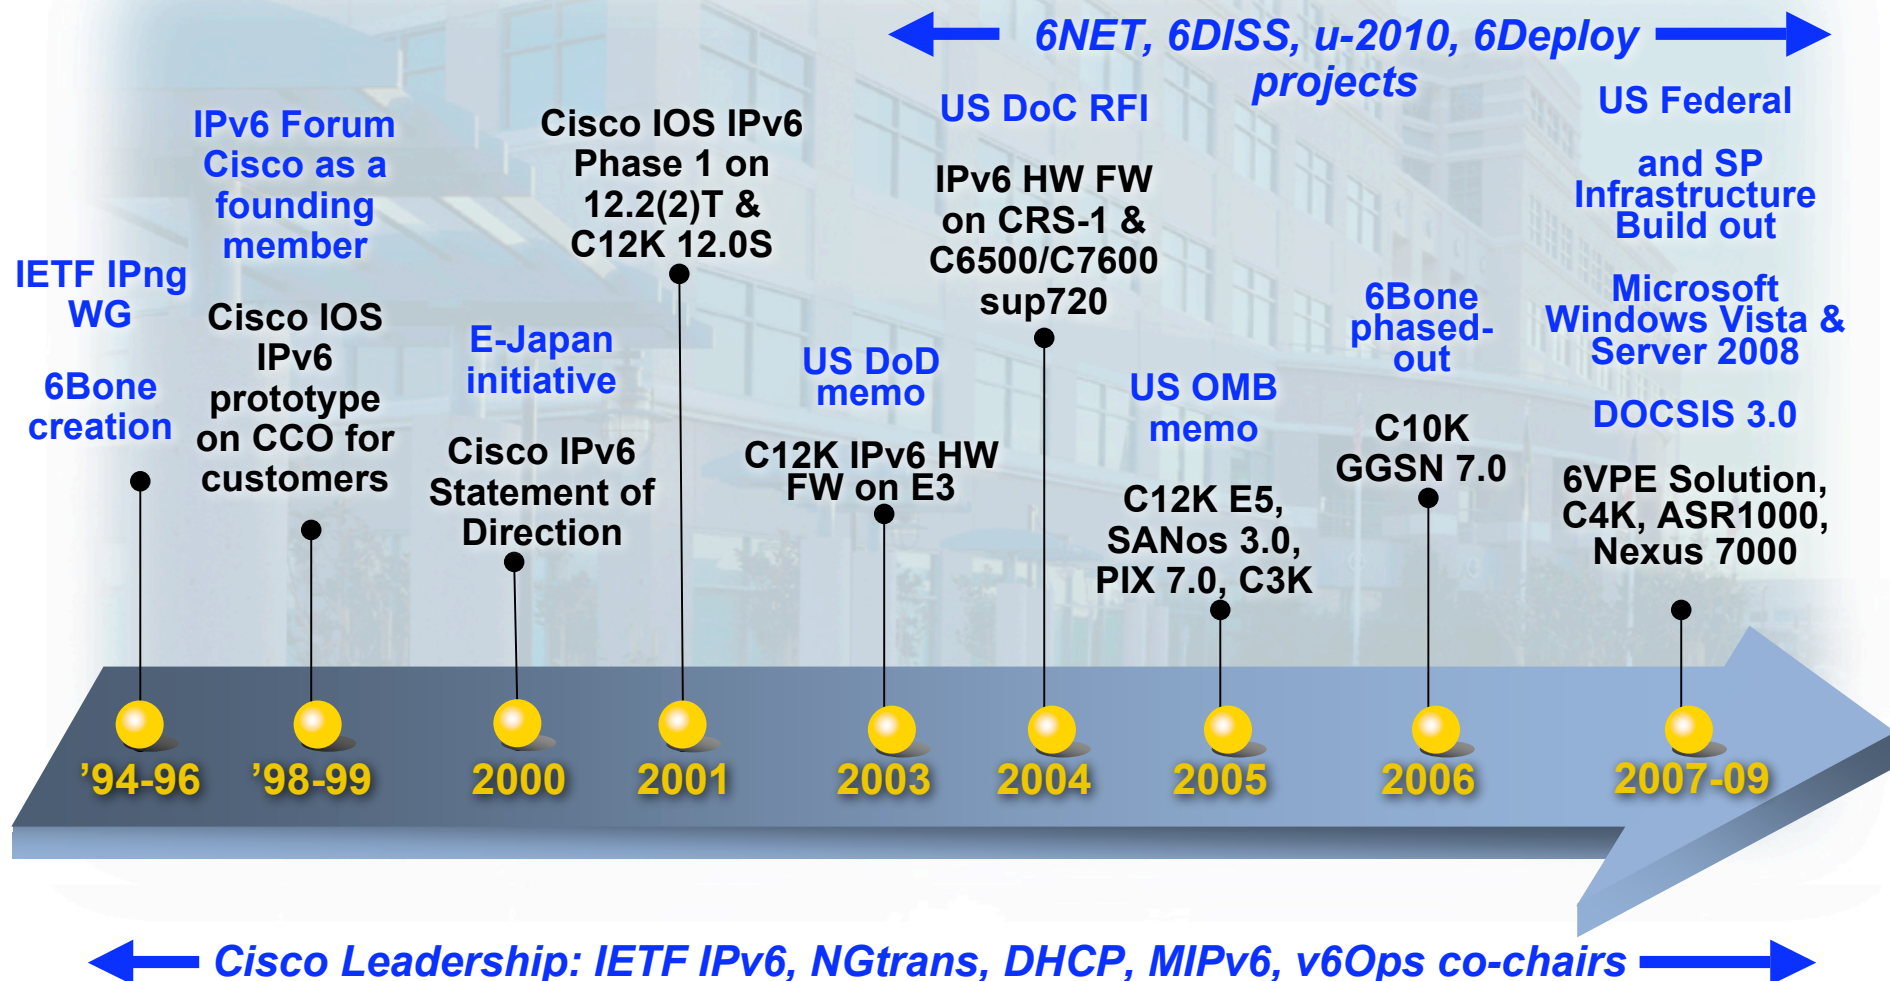 6NET, 6DISS, u-2010, 6Deploy
projects
IETF IPng
WG
6Bone
creation
IPv6 Forum
Cisco as a
founding
member
Cisco IOS
IPv6
prototype
on CCO for
customers
E-Japan
initiative
Cisco IPv6
Statement of
Direction
Cisco IOS IPv6
Phase 1 on
12.2(2)T &
C12K 12.0S
US DoD
memo
C12K IPv6 HW
FW on E3
US DoC RFI
IPv6 HW FW
on CRS-1 &
C6500/C7600
sup720
US OMB
memo
C12K E5,
SANos 3.0,
PIX 7.0, C3K
6Bone
phased-
out
C10K
GGSN 7.0
US Federal
and SP
Infrastructure
Build out
Microsoft
Windows Vista &
Server 2008
DOCSIS 3.0
6VPE Solution,
C4K, ASR1000,
Nexus 7000
’94-96
’98-99
2000
2001
2003
2004
2005
2006
2007-09
Cisco Leadership: IETF IPv6, NGtrans, DHCP, MIPv6, v6Ops co-chairs